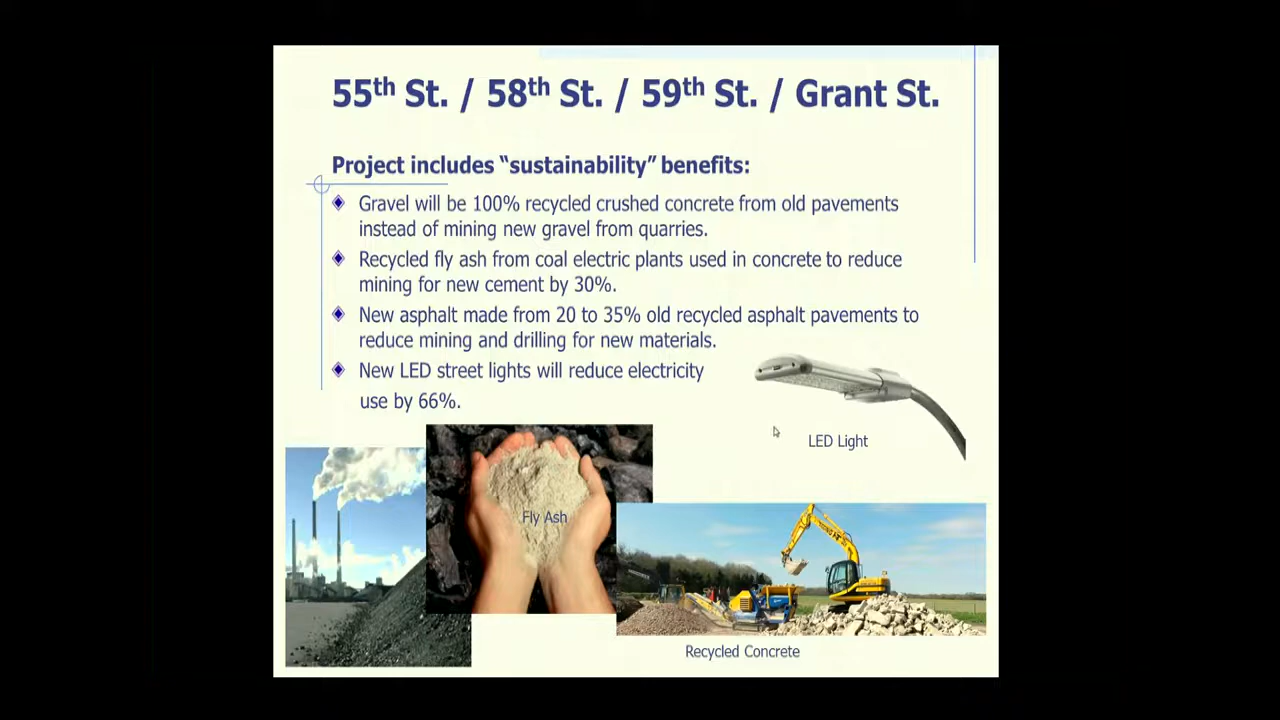 55th St. / 58th St. / 59th St. / Grant St.
Project includes “sustainability” benefits:
Gravel will be 100% recycled crushed concrete from old pavements
instead of mining new gravel from quarries.
Recycled fly ash from coal electric plants used in concrete to reduce
mining for new cement by 30%.
New asphalt made from 20 to 35% old recycled asphalt pavements to
reduce mining and drilling for new materials.
New LED street lights will reduce electricity
use by 66%.
LED Light
Fly Ash
Recycled Concrete